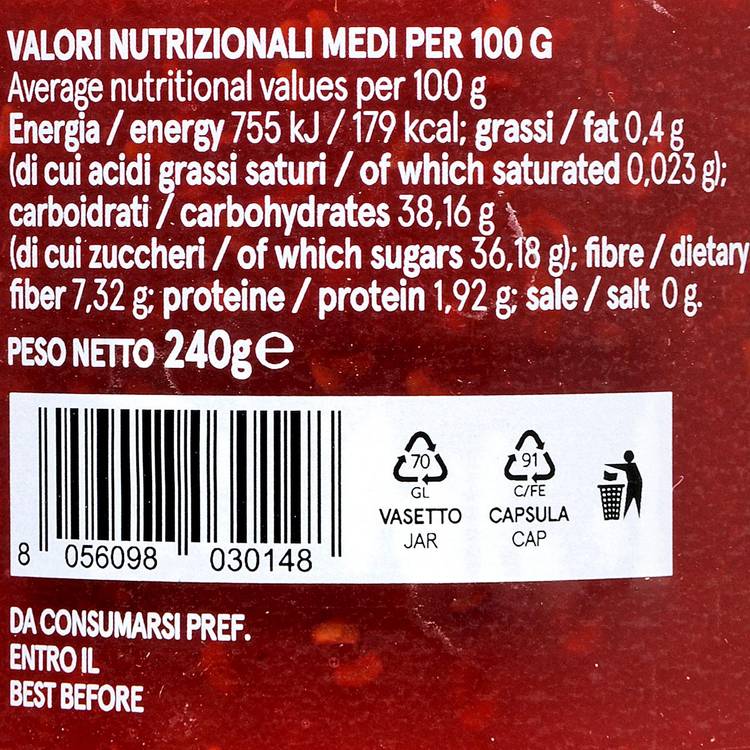 VALORI NUTRIZIONALI MEDI PER 100 G
Average nutritional values per 100 g
Energia / energy 755 kJ / 179 kcal; grassi / fat 0,4 g
(di cui acidi grassi saturi / of which saturated 0,023 g);
carboidrati / carbohydrates 38,16 g
(di cui zuccheri / of which sugars 36,18 g); fibre / dietary
fiber 7,32 g; proteine / protein 1,92 g; sale / salt 0 g.
PESO NETTO 240g e
70
GL
VASETTO
JAR
91
C/FE
CAPSULA
CAP
8 056098 030148
DA CONSUMARSI PREF.
ENTRO IL
BEST BEFORE